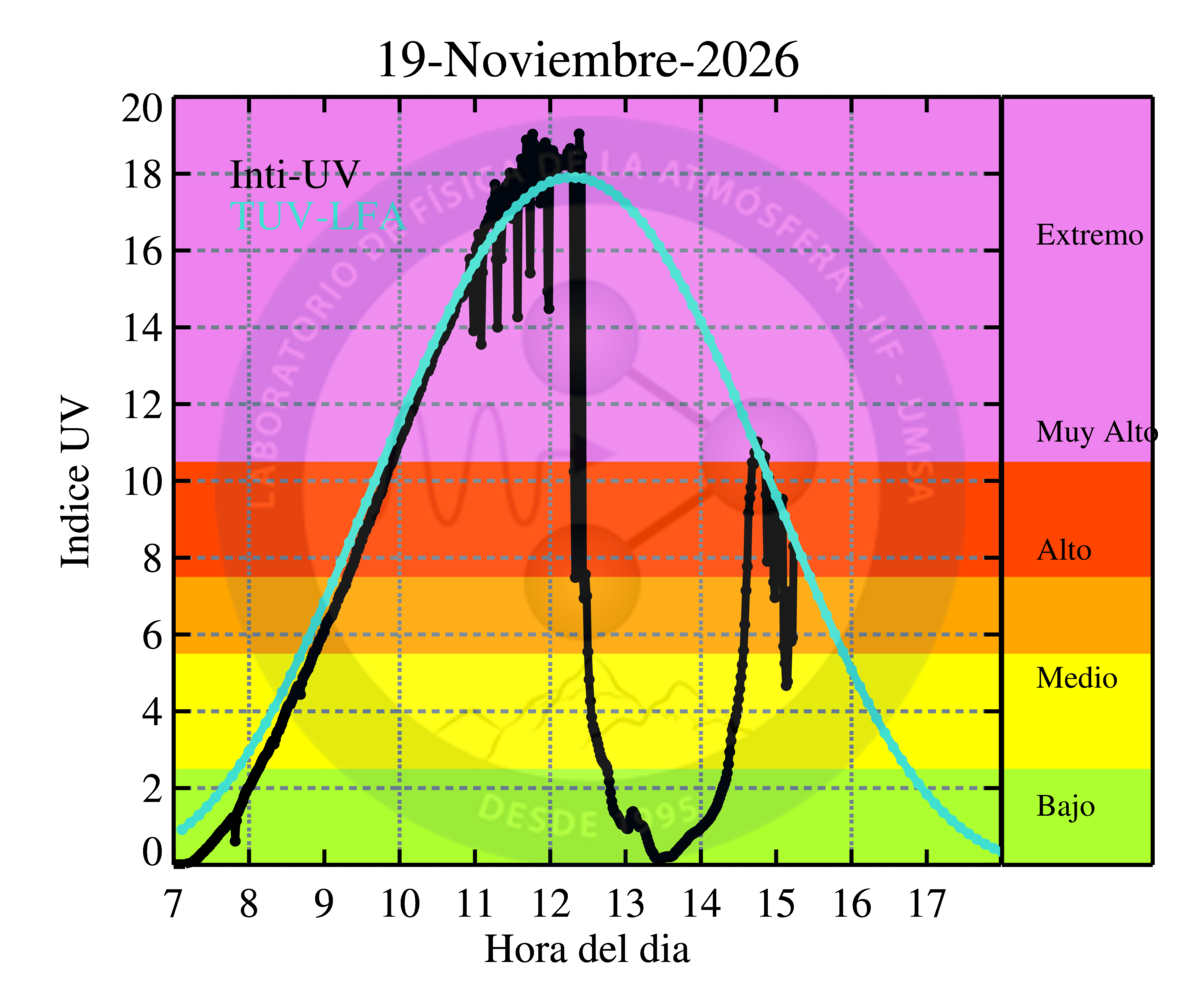 19-Noviembre-2026
20
18
16
14
12
10
8
6
4
2
0
Indice UV
Inti-UV
TUV-LFA
LABORATORIO DE FÍSICA DE LA ATMÓSFERA - IIF - UMSA
DESDE 1995
Extremo
Muy Alto
Alto
Medio
Bajo
7 8 9 10 11 12 13 14 15 16 17
Hora del dia